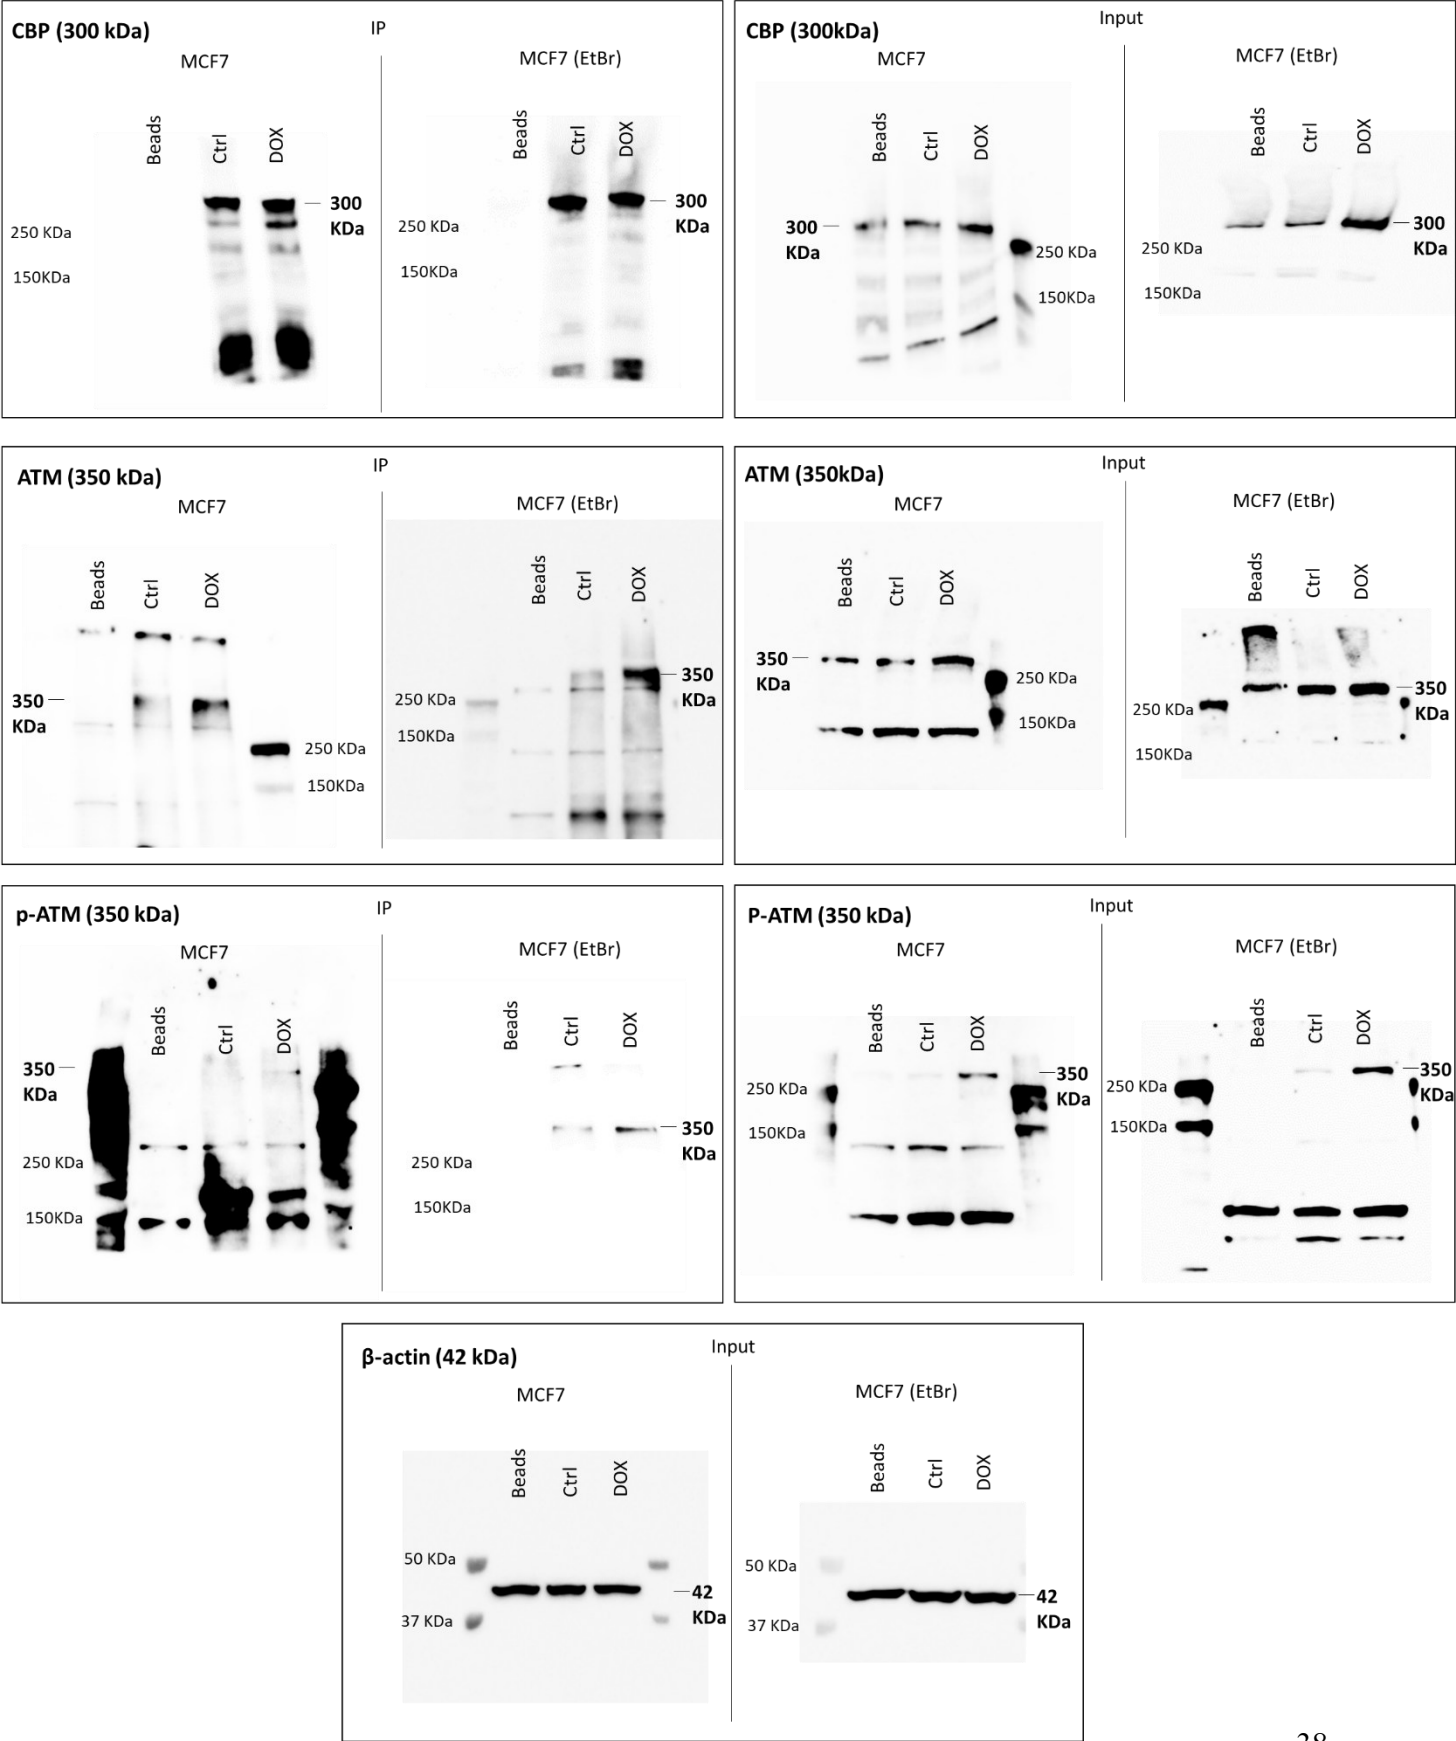 CBP (300 kDa)
IP
MCF7
MCF7 (EtBr)
Beads
Ctrl
DOX
Beads
Ctrl
DOX
300
KDa
250 KDa
150KDa
300
KDa
250 KDa
150KDa
CBP (300kDa)
Input
MCF7
MCF7 (EtBr)
Beads
Ctrl
DOX
Beads
Ctrl
DOX
300
KDa
250 KDa
150KDa
300
KDa
250 KDa
150KDa
ATM (350 kDa)
IP
MCF7
MCF7 (EtBr)
Beads
Ctrl
DOX
Beads
Ctrl
DOX
350
KDa
250 KDa
150KDa
350
KDa
250 KDa
150KDa
ATM (350kDa)
Input
MCF7
MCF7 (EtBr)
Beads
Ctrl
DOX
Beads
Ctrl
DOX
350
KDa
250 KDa
150KDa
350
KDa
250 KDa
150KDa
p-ATM (350 kDa)
IP
MCF7
MCF7 (EtBr)
Beads
Ctrl
DOX
Beads
Ctrl
DOX
350
KDa
250 KDa
150KDa
350
KDa
250 KDa
150KDa
P-ATM (350 kDa)
Input
MCF7
MCF7 (EtBr)
Beads
Ctrl
DOX
Beads
Ctrl
DOX
350
KDa
250 KDa
150KDa
350
KDa
250 KDa
150KDa
β-actin (42 kDa)
Input
MCF7
MCF7 (EtBr)
Beads
Ctrl
DOX
Beads
Ctrl
DOX
50 KDa
42
KDa
37 KDa
50 KDa
42
KDa
37 KDa